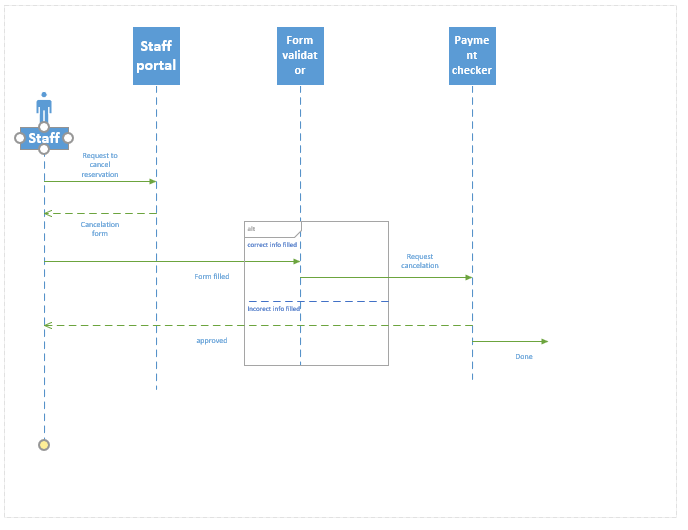 Staff
portal
Form
validat
or
Payme
nt
checker
Staff
Request to
cancel
reservation
Cancelation
form
alt
correct info filled
Request
cancelation
Form filled
Incorect info filled
approved
Done